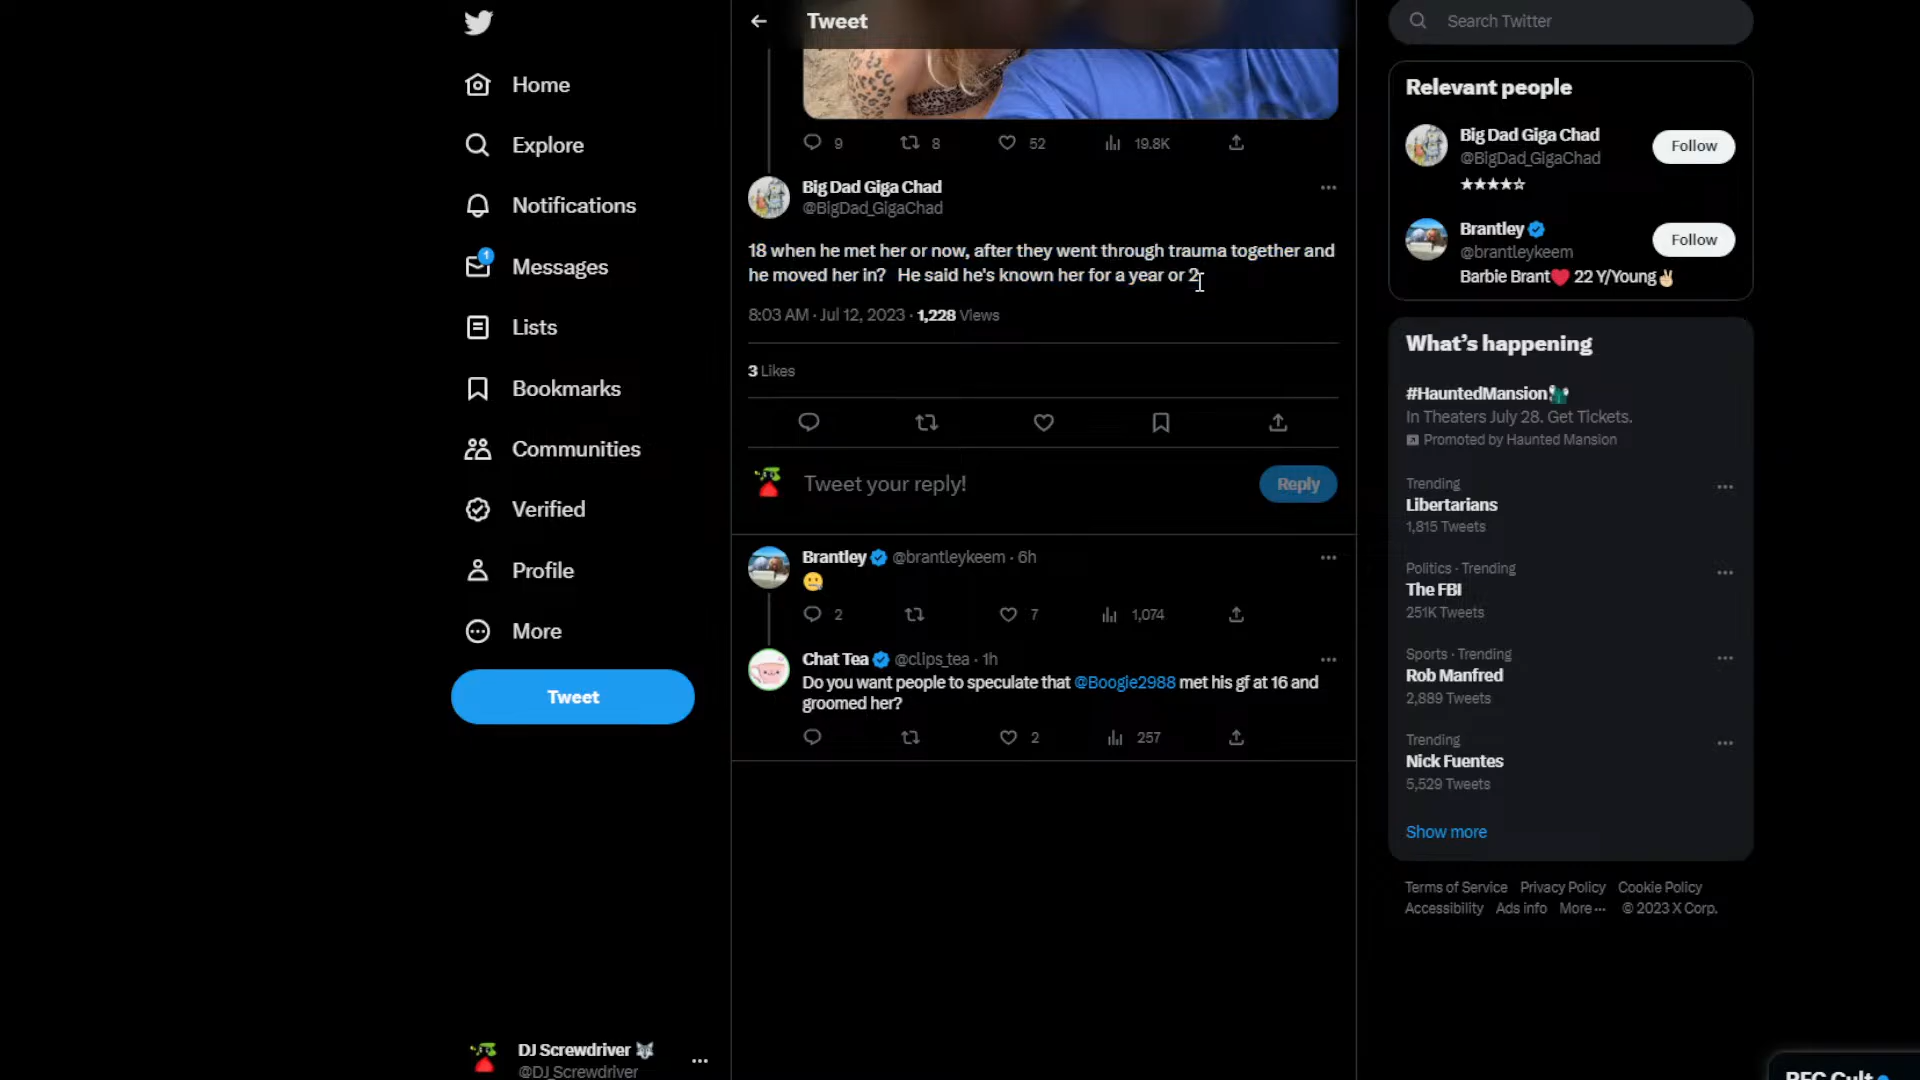 Home
Explore
Notifications
1
Messages
Lists
Bookmarks
Communities
Verified
Profile
More
Tweet
DJ Screwdriver
@DJ_Screwdriver
Tweet
9 8 52 19.8K
Big Dad Giga Chad
@BigDad_GigaChad
18 when he met her or now, after they went through trauma together and
he moved her in? He said he's known her for a year or 2
8:03 AM · Jul 12, 2023 · 1,228 Views
3 Likes
Tweet your reply!
Reply
Brantley @brantleykeem · 6h
🤐
2 7 1,074
Chat Tea @clips_tea · 1h
Do you want people to speculate that @Boogie2988 met his gf at 16 and
groomed her?
2 257
Search Twitter
Relevant people
Big Dad Giga Chad
@BigDad_GigaChad
Follow
★★★★☆
Brantley
@brantleykeem
Follow
Barbie Brant❤️ 22 Y/Young✌🏼
What's happening
#HauntedMansion
In Theaters July 28. Get Tickets.
Promoted by Haunted Mansion
Trending
Libertarians
1,815 Tweets
Politics · Trending
The FBI
251K Tweets
Sports · Trending
Rob Manfred
2,889 Tweets
Trending
Nick Fuentes
5,529 Tweets
Show more
Terms of Service Privacy Policy Cookie Policy
Accessibility Ads info More ··· © 2023 X Corp.